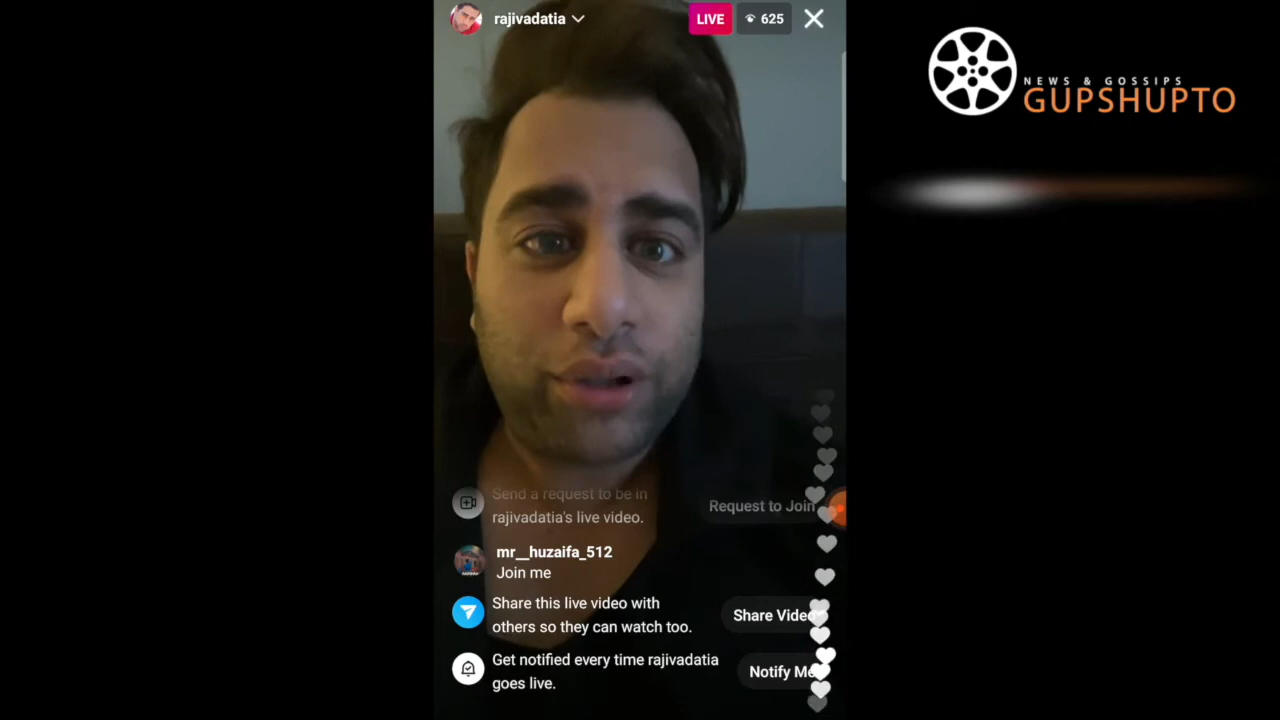 rajivadatia
LIVE
625
NEWS & GOSSIPS
GUPSHUPTO
Send a request to be in
rajivadatia's live video.
Request to Join
mr__huzaifa_512
Join me
Share this live video with
others so they can watch too.
Share Video
Get notified every time rajivadatia
goes live.
Notify Me